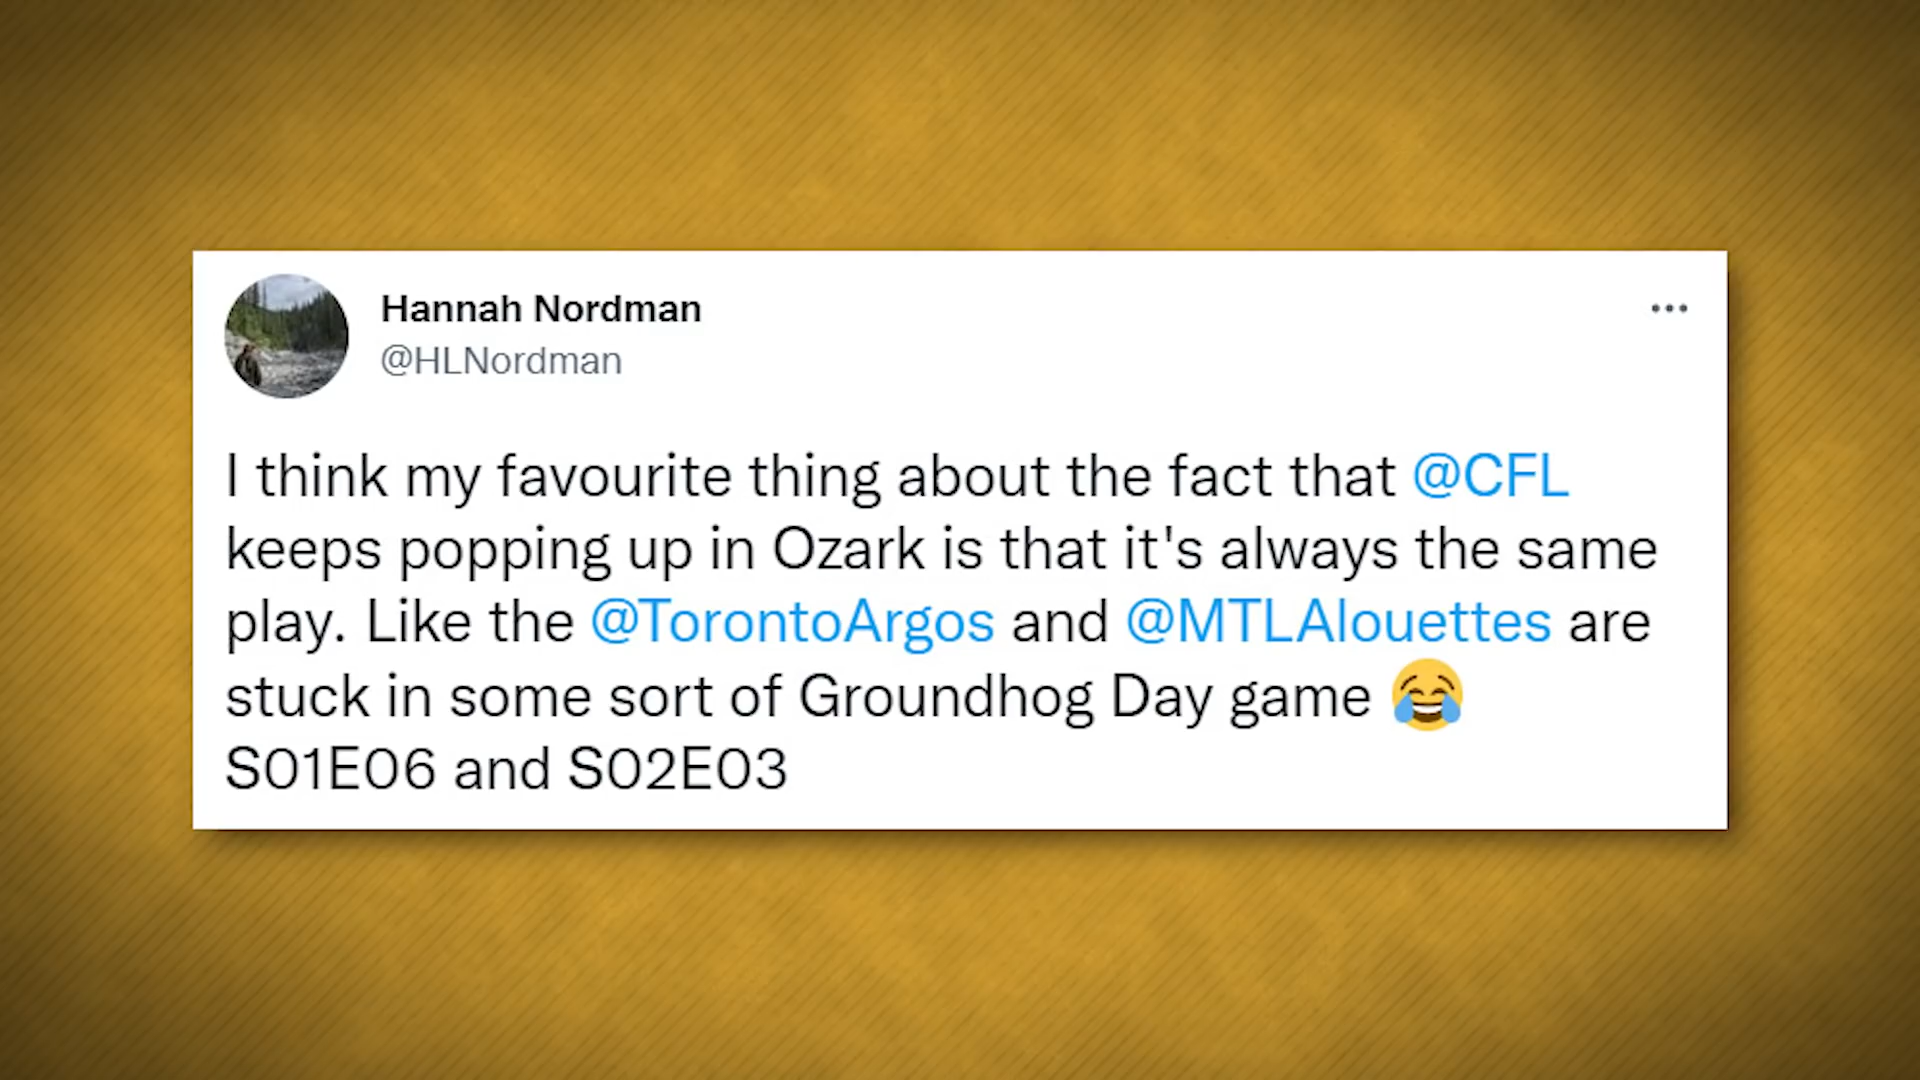 Hannah Nordman
@HLNordman
I think my favourite thing about the fact that @CFL
keeps popping up in Ozark is that it's always the same
play. Like the @TorontoArgos and @MTLAlouettes are
stuck in some sort of Groundhog Day game 😂
S01E06 and S02E03